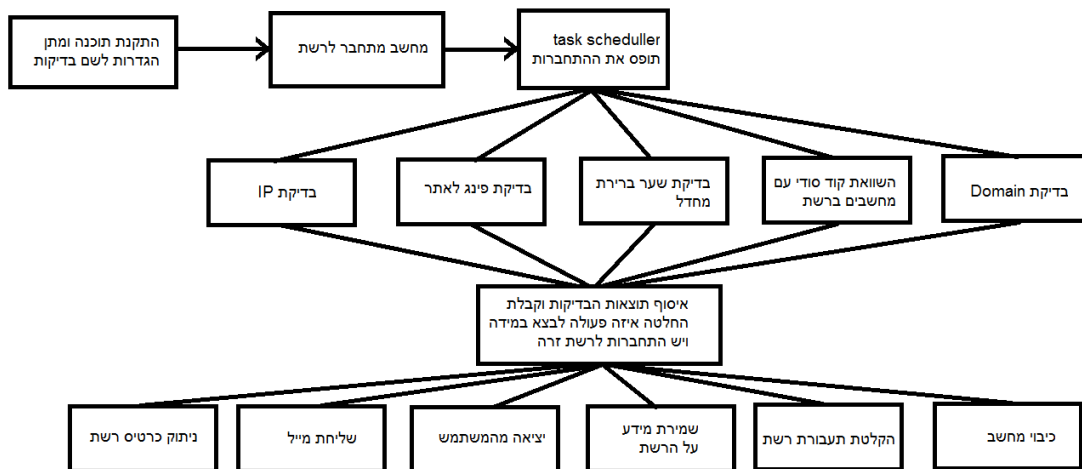 התקנת תוכנה ומתן
הגדרות לשם בדיקות
מחשב מתחבר לרשת
task scheduller
תופס את ההתחברות
בדיקת IP
בדיקת פינג לאתר
בדיקת שער ברירת
מחדל
השוואת קוד סודי עם
מחשבים ברשת
בדיקת Domain
איסוף תוצאות הבדיקות וקבלת
החלטה איזה פעולה לבצא במידה
ויש התחברות לרשת זרה
ניתוק כרטיס רשת
שליחת מייל
יציאה מהמשתמש
שמירת מידע
על הרשת
הקלטת תעבורת רשת
כיבוי מחשב